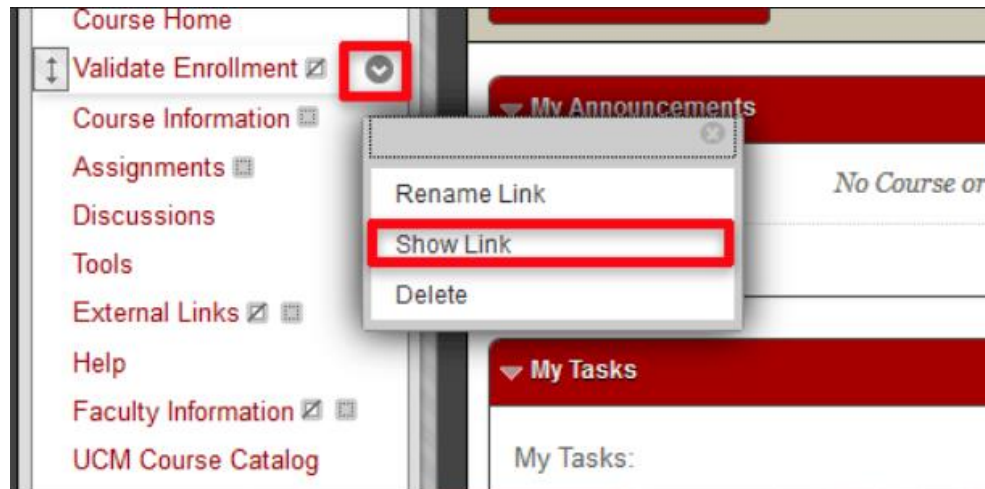 Course Home
Validate Enrollment
Course Information
Assignments
Discussions
Tools
External Links
Help
Faculty Information
UCM Course Catalog
Rename Link
Show Link
Delete
My Announcements
No Course or
My Tasks
My Tasks: